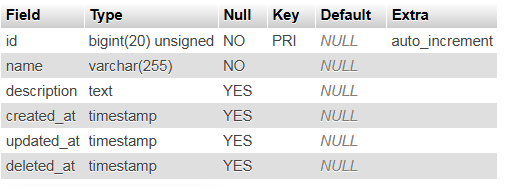 Field Type Null Key Default Extra
id bigint(20) unsigned NO PRI NULL auto_increment
name varchar(255) NO NULL
description text YES NULL
created_at timestamp YES NULL
updated_at timestamp YES NULL
deleted_at timestamp YES NULL